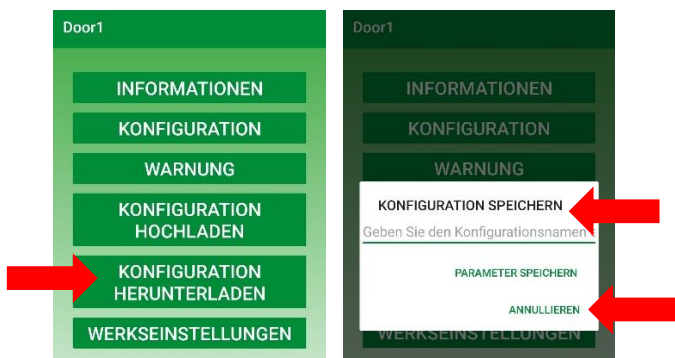 Door1
INFORMATIONEN
KONFIGURATION
WARNUNG
KONFIGURATION
HOCHLADEN
KONFIGURATION
HERUNTERLADEN
WERKSEINSTELLUNGEN
Door1
INFORMATIONEN
KONFIGURATION
WARNUNG
KONFIGURATION SPEICHERN
Geben Sie den Konfigurationsnamen
PARAMETER SPEICHERN
ANNULLIEREN
WERKSEINSTELLUNGEN